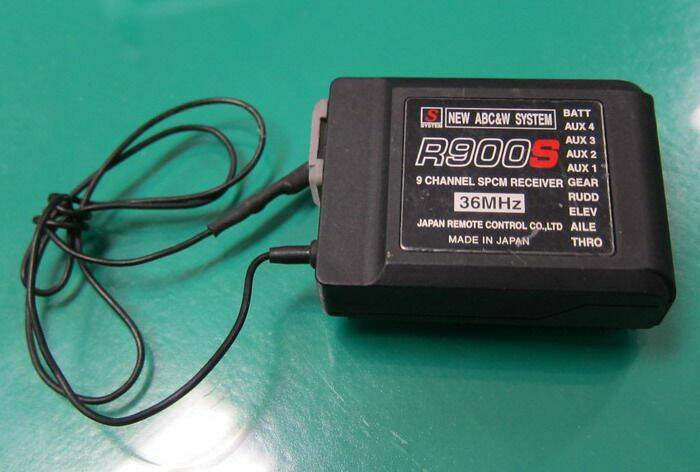 S
SYSTEM
NEW ABC&W SYSTEM
R900S
9 CHANNEL SPCM RECEIVER
36MHz
JAPAN REMOTE CONTROL CO.,LTD
MADE IN JAPAN
BATT
AUX 4
AUX 3
AUX 2
AUX 1
GEAR
RUDD
ELEV
AILE
THRO